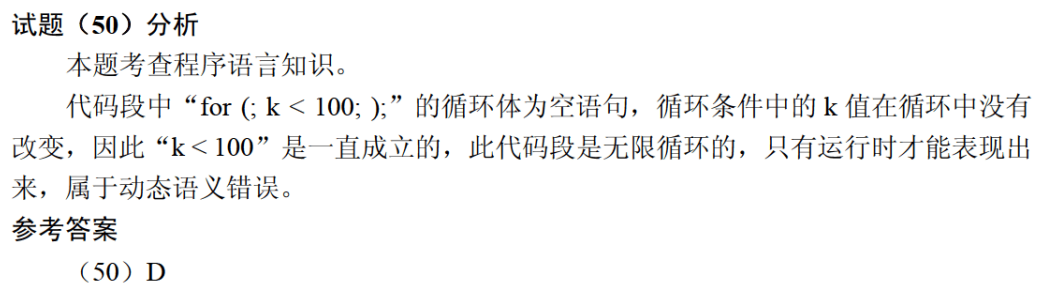 试题（50）分析
本题考查程序语言知识。
代码段中“for (; k < 100; );”的循环体为空语句，循环条件中的 k 值在循环中没有
改变，因此“k < 100”是一直成立的，此代码段是无限循环的，只有运行时才能表现出
来，属于动态语义错误。
参考答案
（50）D